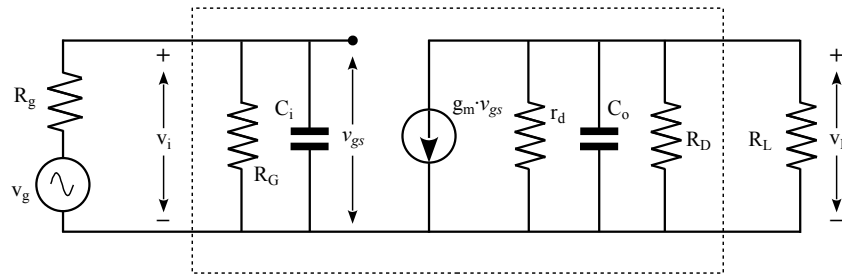 +
+
R_g
C_i
g_m·v_gs
r_d
C_o
v_i
v_gs
R_D
R_L
R_G
v_g
−
−